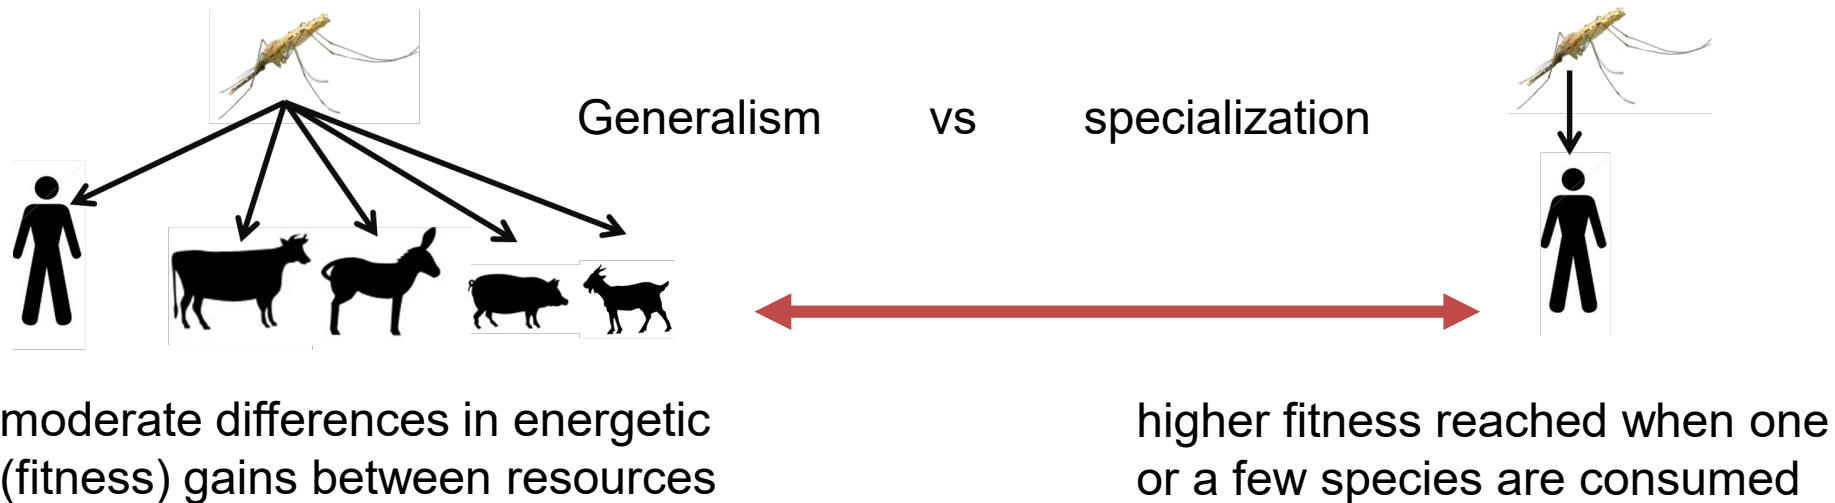 Generalism vs specialization
moderate differences in energetic
(fitness) gains between resources
higher fitness reached when one
or a few species are consumed